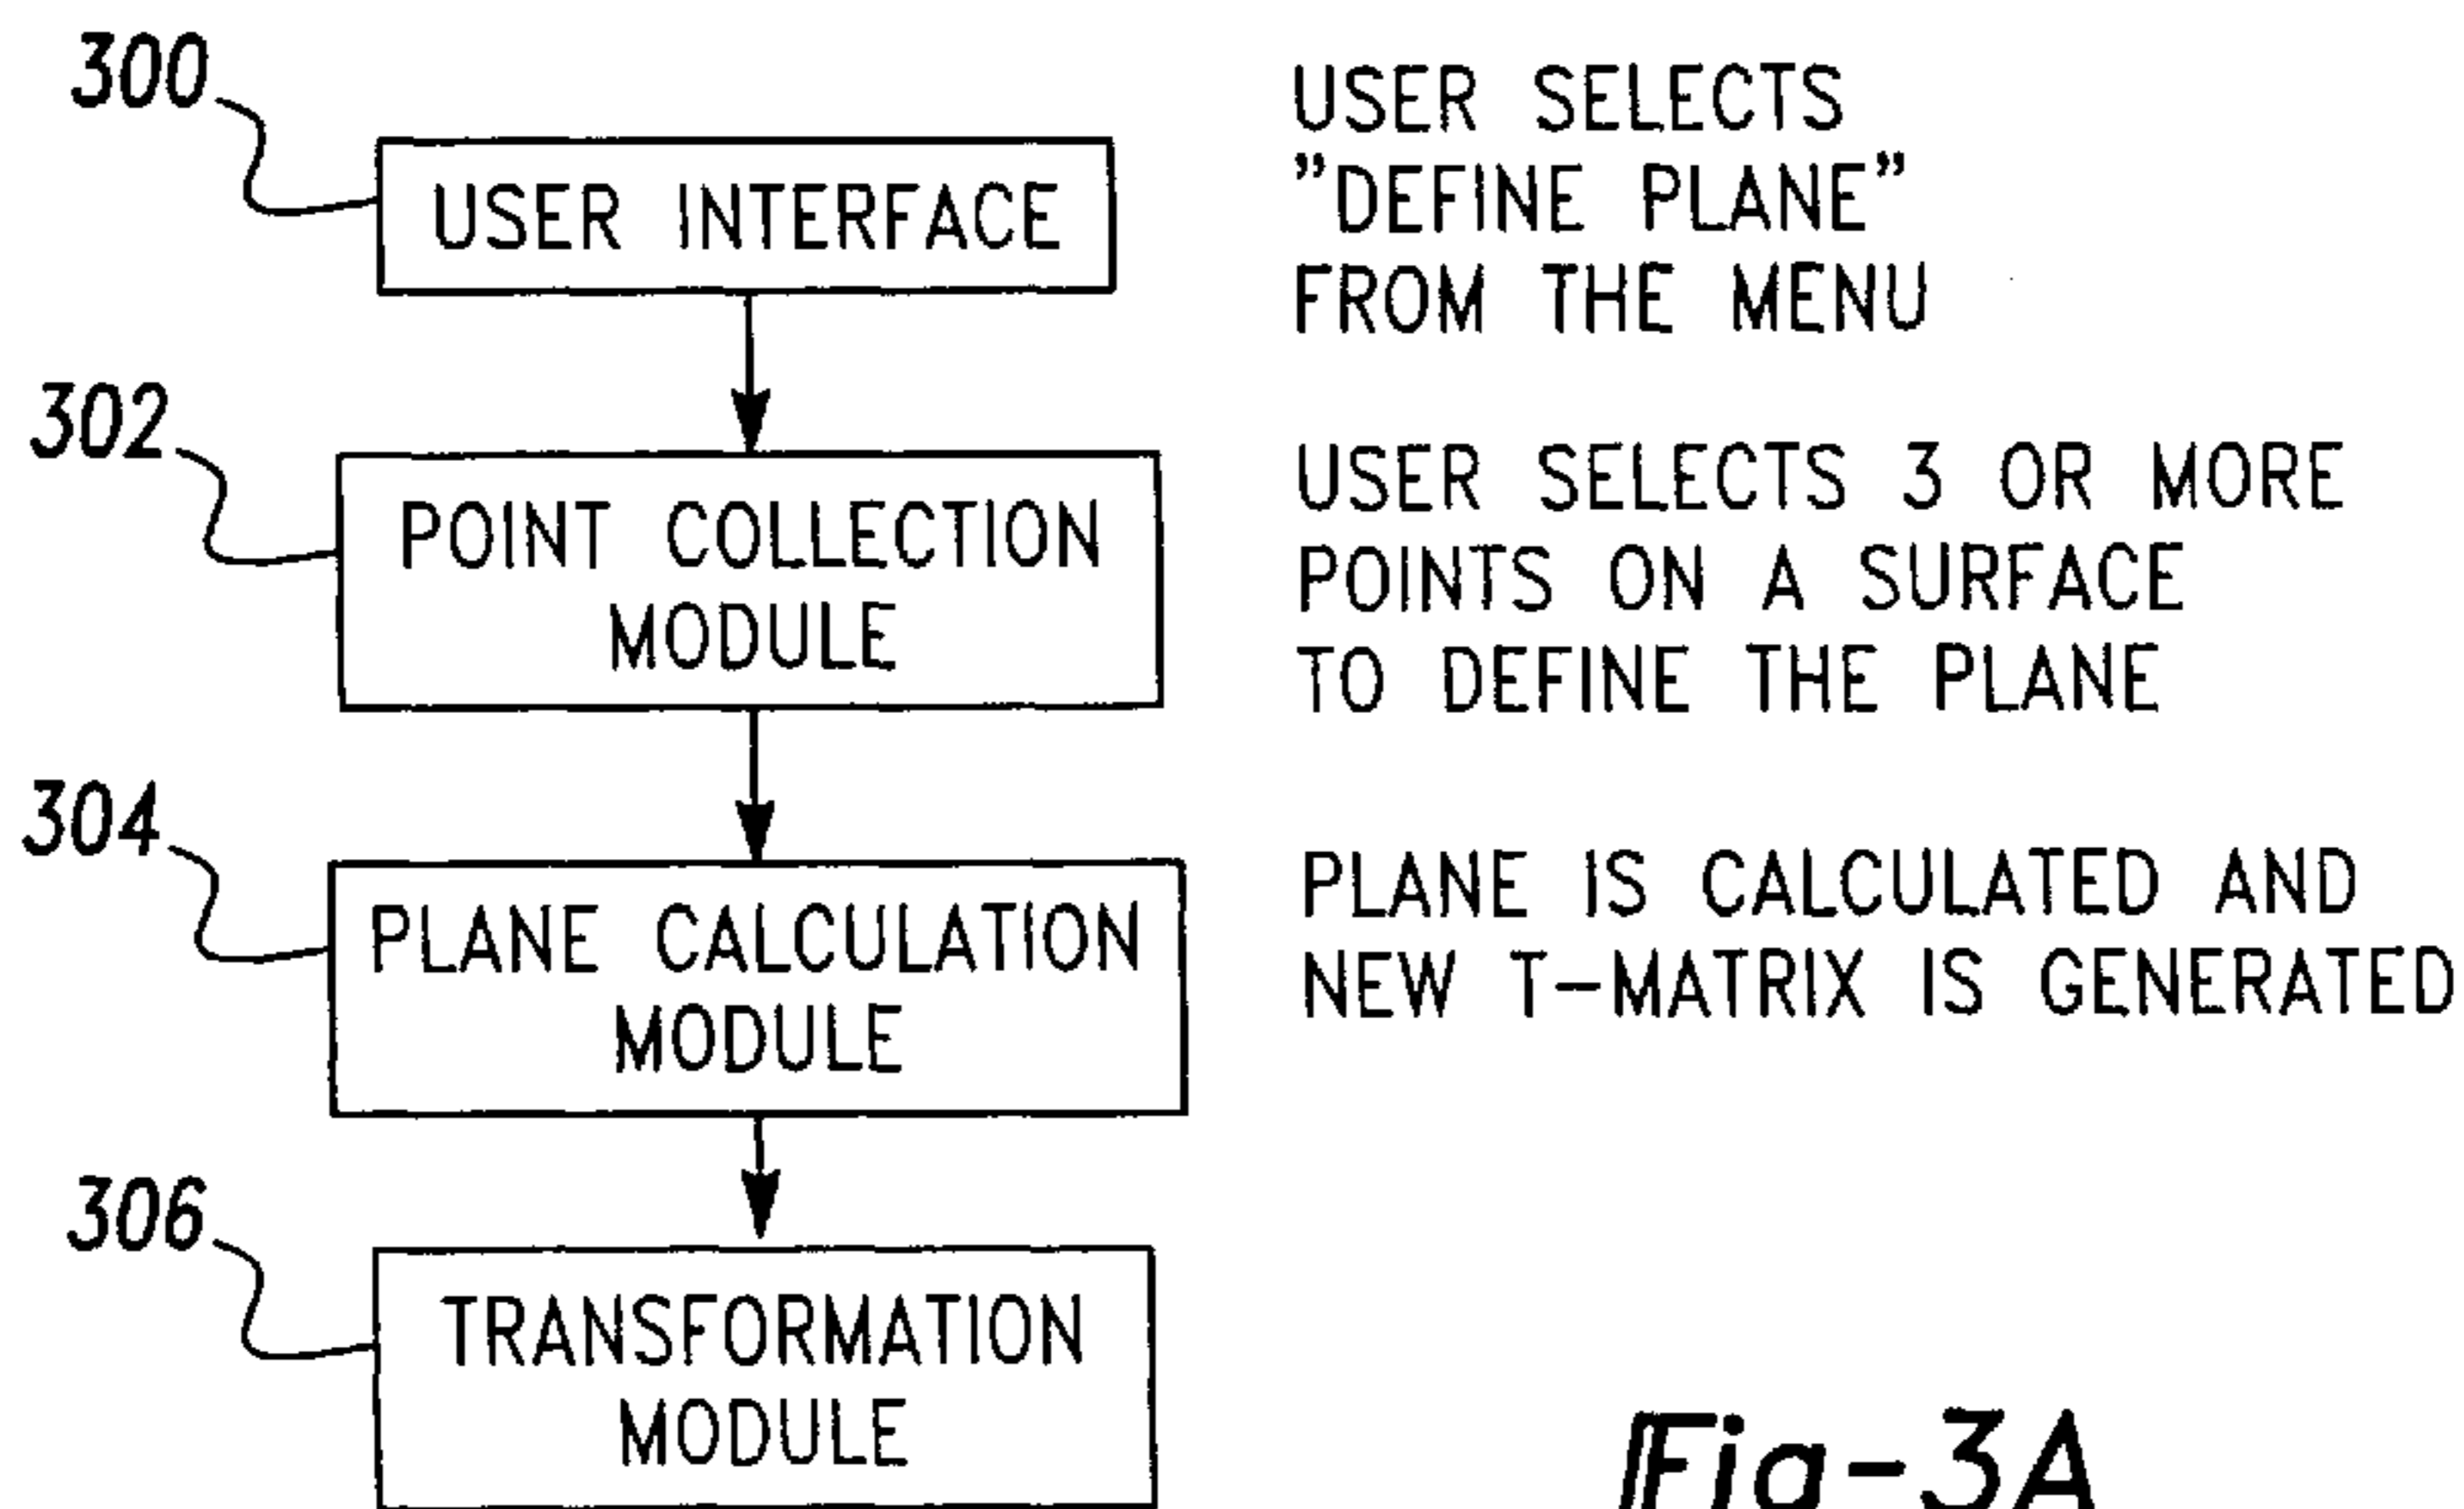 300
USER INTERFACE
USER SELECTS
"DEFINE PLANE"
FROM THE MENU
302
POINT COLLECTION
MODULE
USER SELECTS 3 OR MORE
POINTS ON A SURFACE
TO DEFINE THE PLANE
304
PLANE CALCULATION
MODULE
PLANE IS CALCULATED AND
NEW T-MATRIX IS GENERATED
306
TRANSFORMATION
MODULE
Fig-3A